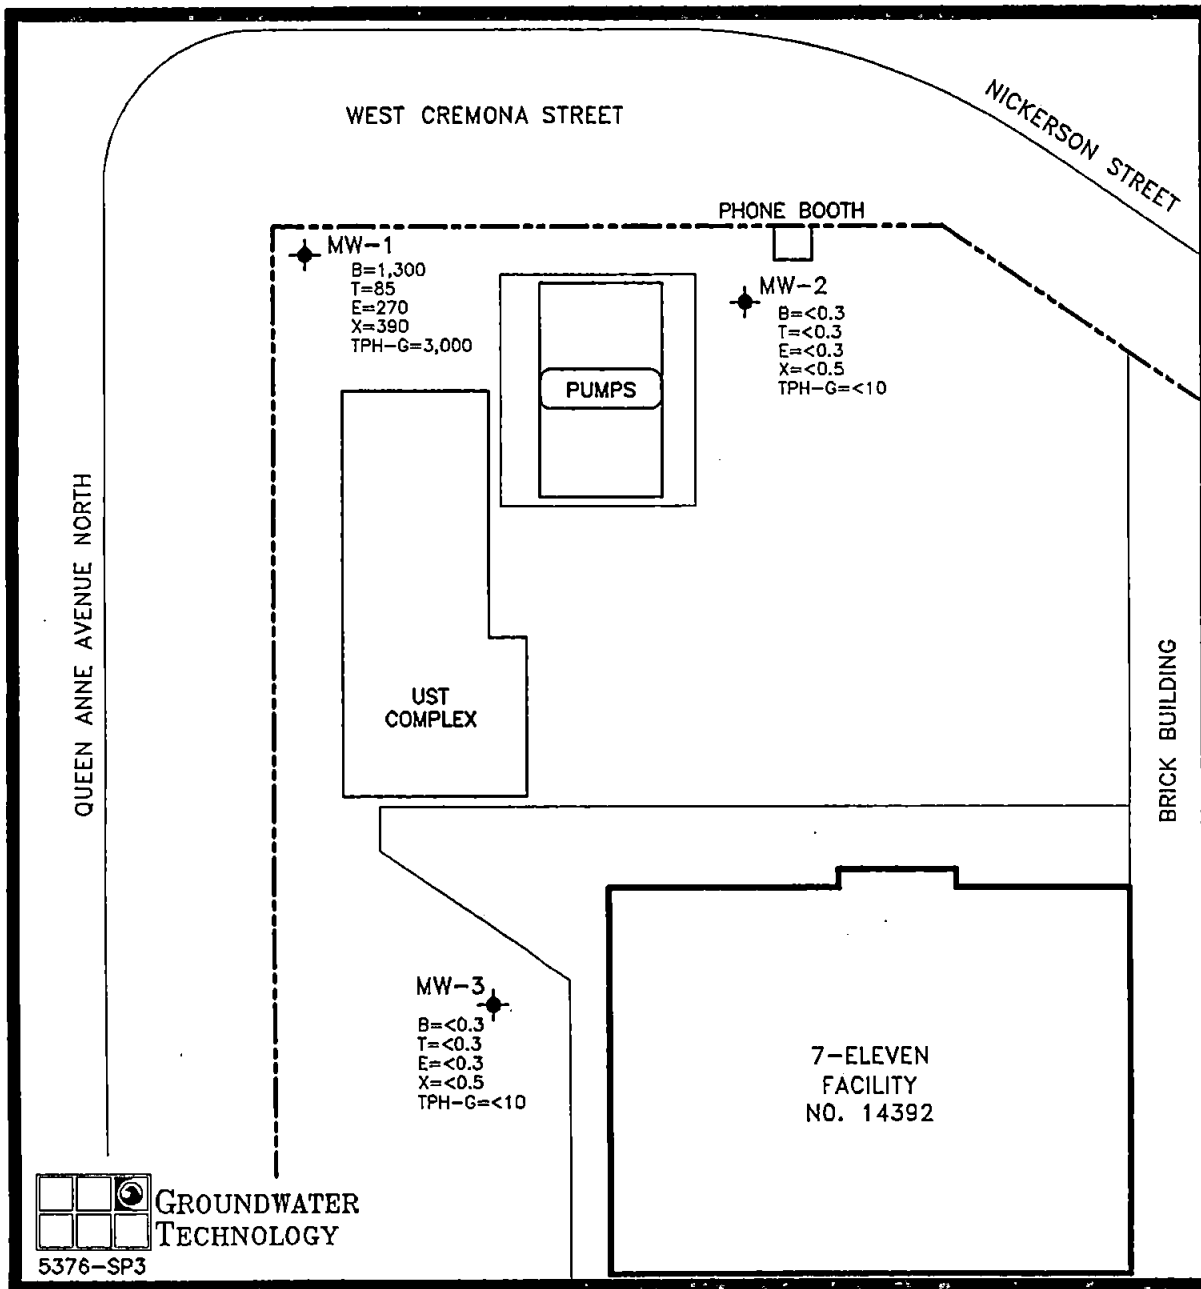 WEST CREMONA STREET
NICKERSON STREET
PHONE BOOTH
MW-1
B=1,300
T=85
E=270
X=390
TPH-G=3,000
MW-2
B=<0.3
T=<0.3
E=<0.3
X=<0.5
TPH-G=<10
PUMPS
QUEEN ANNE AVENUE NORTH
UST
COMPLEX
BRICK BUILDING
MW-3
B=<0.3
T=<0.3
E=<0.3
X=<0.5
TPH-G=<10
7-ELEVEN
FACILITY
NO. 14392
GROUNDWATER
TECHNOLOGY
5376-SP3